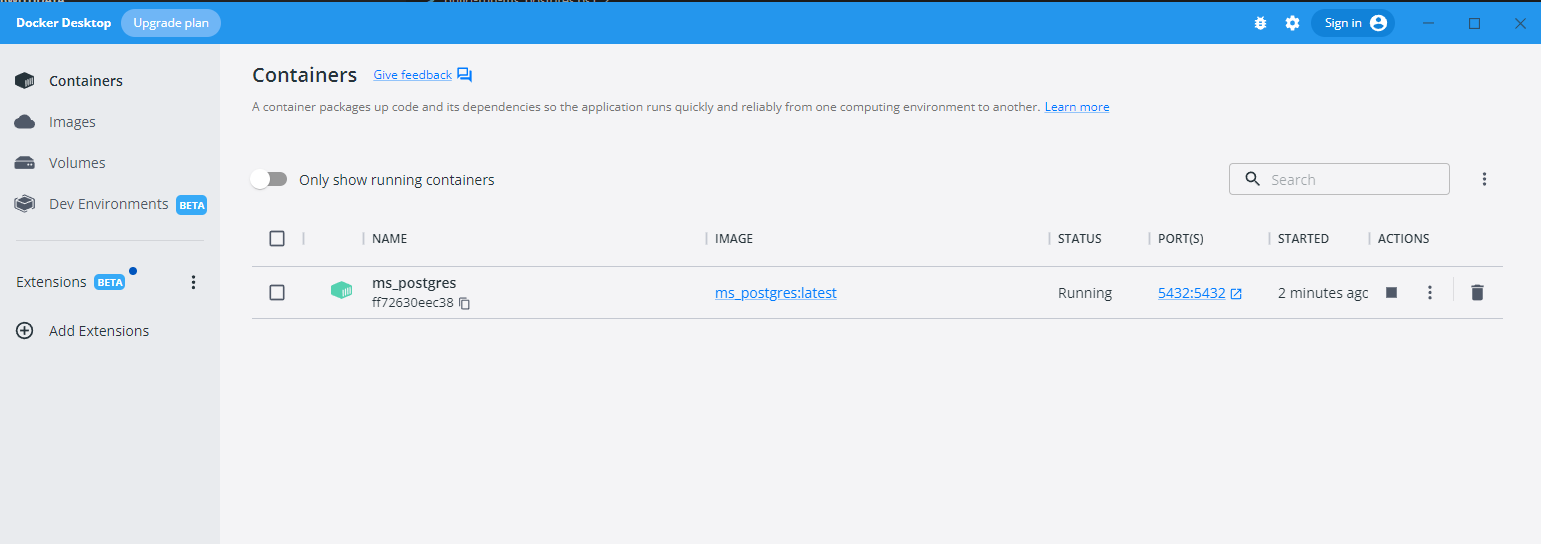 Docker Desktop Upgrade plan Sign in
Containers
Images
Volumes
Dev Environments BETA
Extensions BETA
Add Extensions
Containers Give feedback
A container packages up code and its dependencies so the application runs quickly and reliably from one computing environment to another. Learn more
Only show running containers Search
NAME IMAGE STATUS PORT(S) STARTED ACTIONS
ms_postgres
ff72630eec38
ms_postgres:latest Running 5432:5432 2 minutes agc